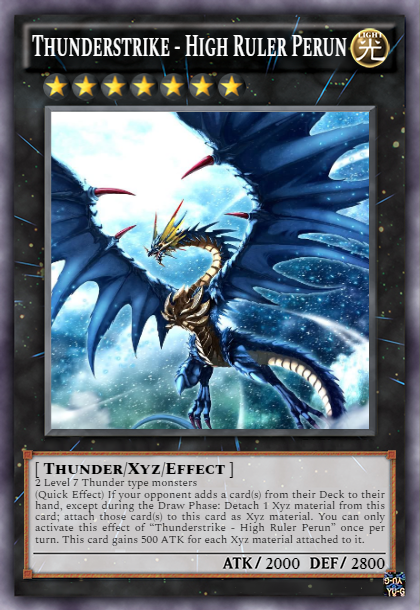 THUNDERSTRIKE - HIGH RULER PERUN
LIGHT
光
[ THUNDER/XYZ/EFFECT ]
2 Level 7 Thunder type monsters
(Quick Effect) If your opponent adds a card(s) from their Deck to their
hand, except during the Draw Phase: Detach 1 Xyz material from this
card; attach those card(s) to this card as Xyz material. You can only
activate this effect of "Thunderstrike - High Ruler Perun" once per
turn. This card gains 500 ATK for each Xyz material attached to it.
ATK / 2000 DEF / 2800